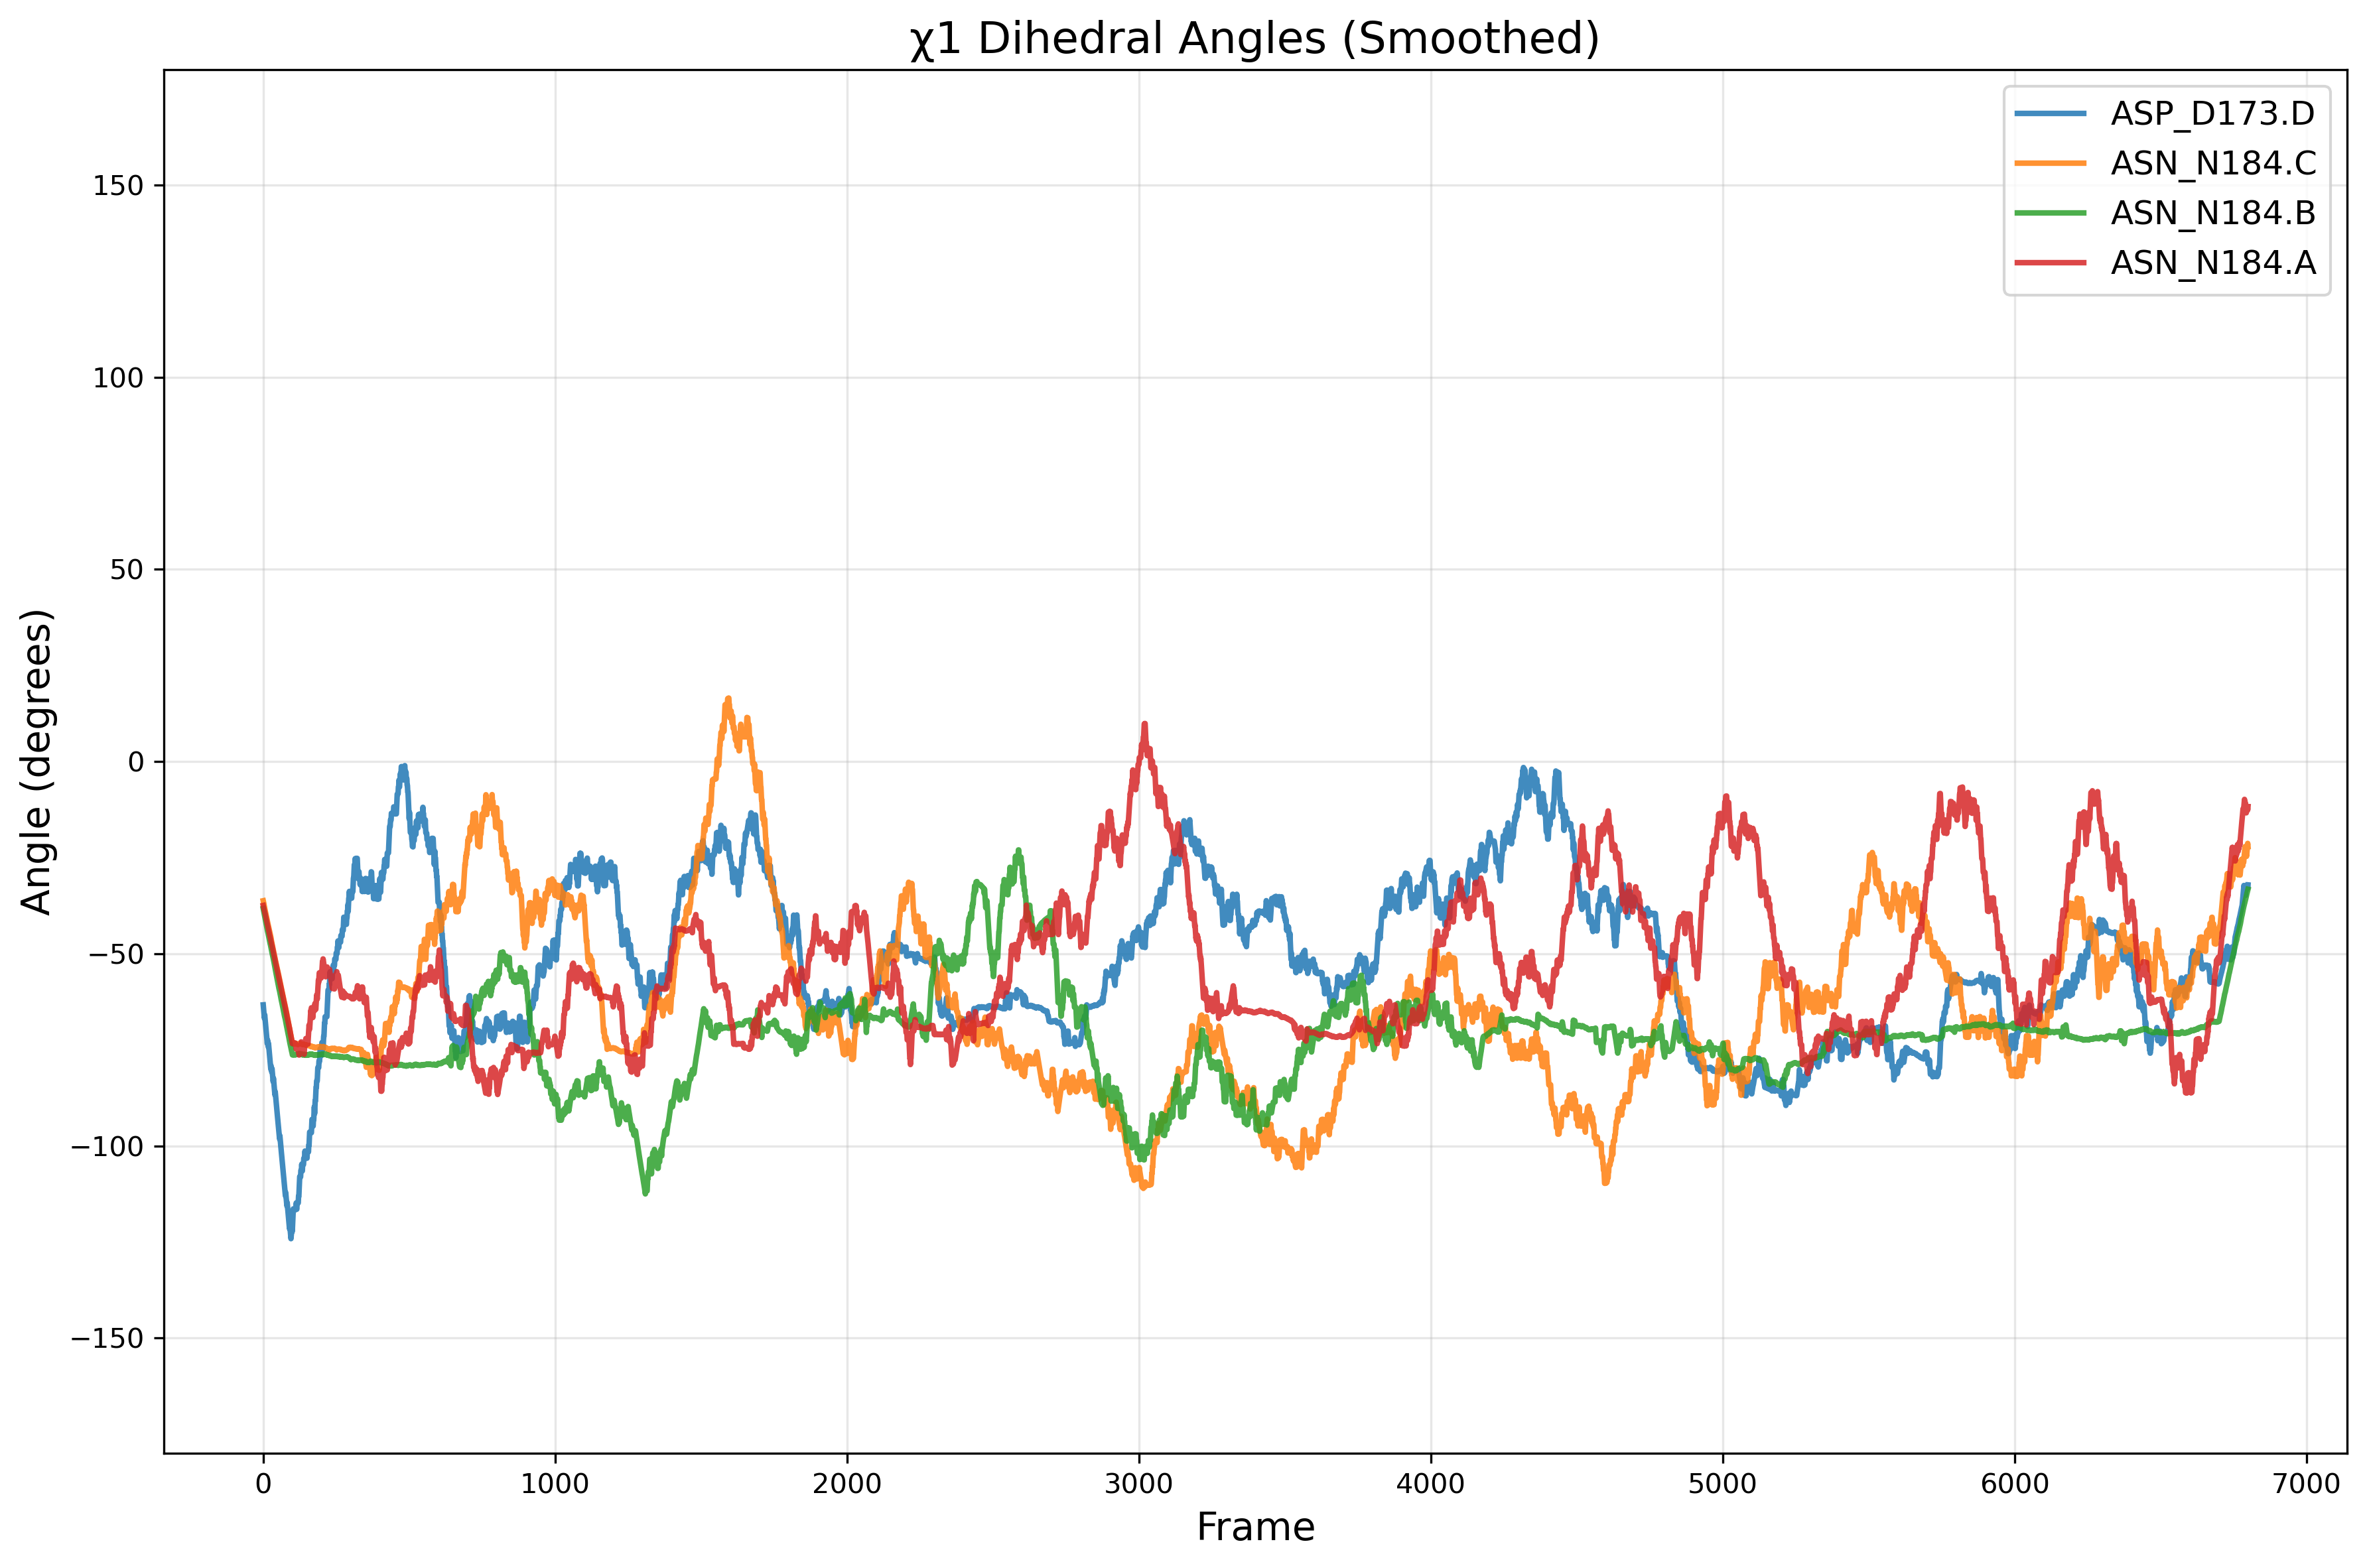 χ1 Dihedral Angles (Smoothed)
ASP_D173.D
ASN_N184.C
ASN_N184.B
ASN_N184.A
Angle (degrees)
150
100
50
0
−50
−100
−150
0 1000 2000 3000 4000 5000 6000 7000
Frame